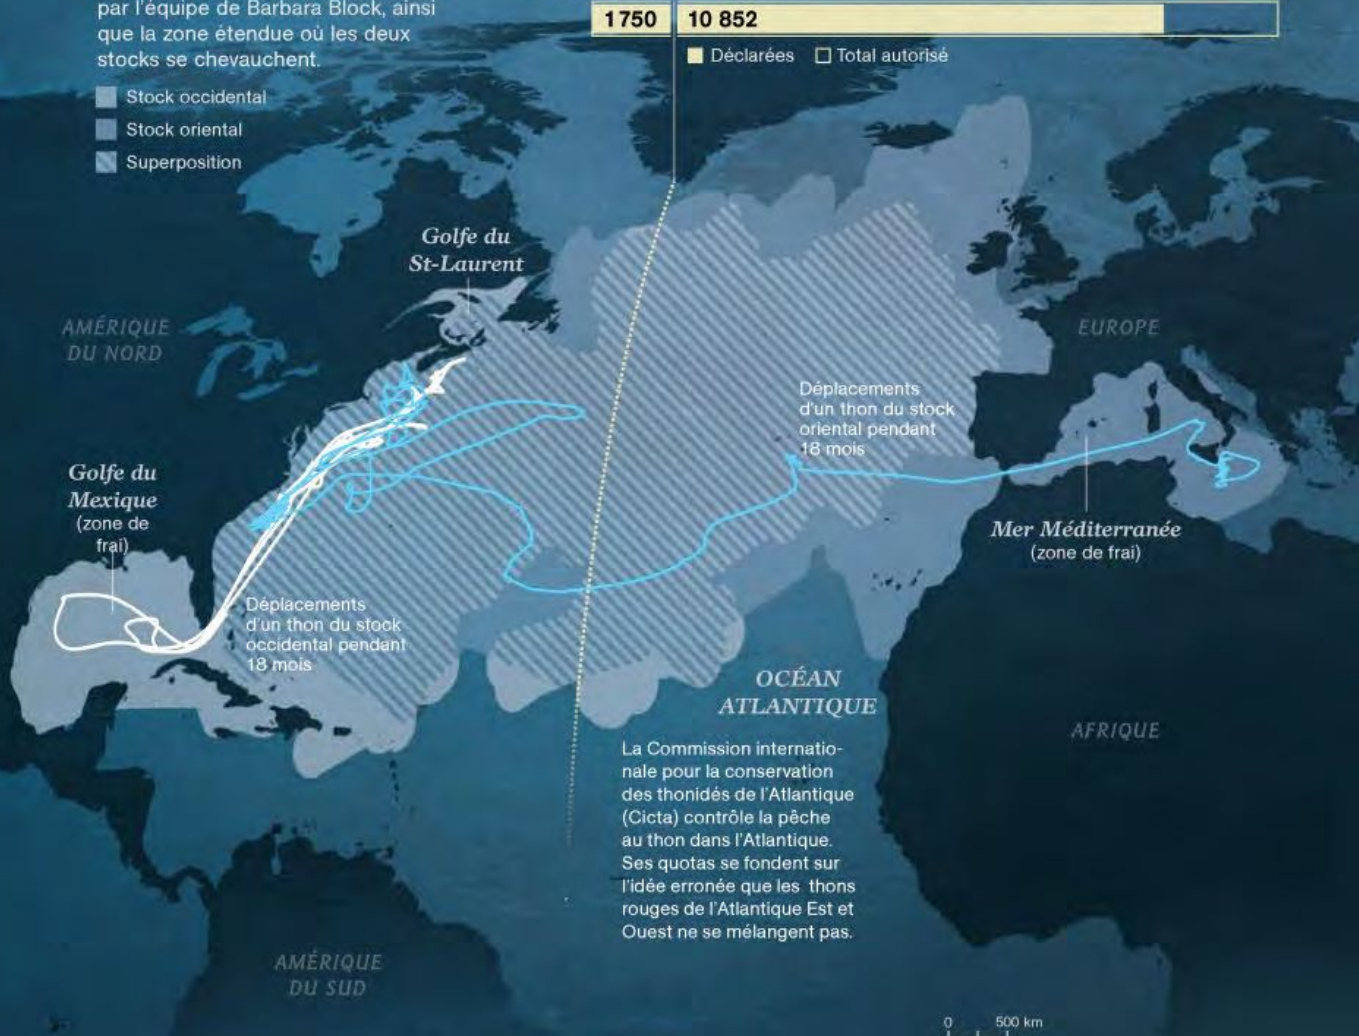 par l'équipe de Barbara Block, ainsi
que la zone étendue où les deux
stocks se chevauchent.
Stock occidental
Stock oriental
Superposition
1 750
10 852
Déclarées
Total autorisé
Golfe du
St-Laurent
AMÉRIQUE
DU NORD
EUROPE
Déplacements
d'un thon du stock
oriental pendant
18 mois
Golfe du
Mexique
(zone de
frai)
Mer Méditerranée
(zone de frai)
Déplacements
d'un thon du stock
occidental pendant
18 mois
OCÉAN
ATLANTIQUE
AFRIQUE
La Commission internatio-
nale pour la conservation
des thonidés de l'Atlantique
(Cicta) contrôle la pêche
au thon dans l'Atlantique.
Ses quotas se fondent sur
l'idée erronée que les thons
rouges de l'Atlantique Est et
Ouest ne se mélangent pas.
AMÉRIQUE
DU SUD
0 500 km